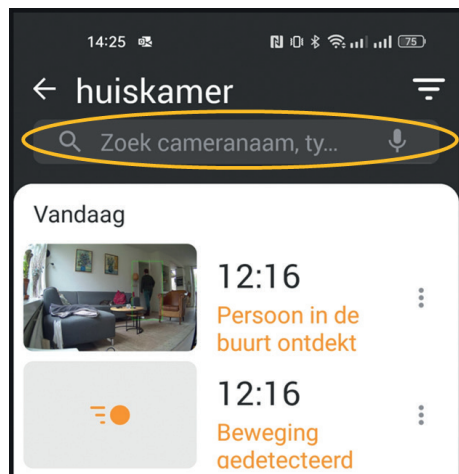 14:25 75
huiskamer
Zoek cameranaam, ty...
Vandaag
12:16
Persoon in de
buurt ontdekt
12:16
Beweging
gedetecteerd